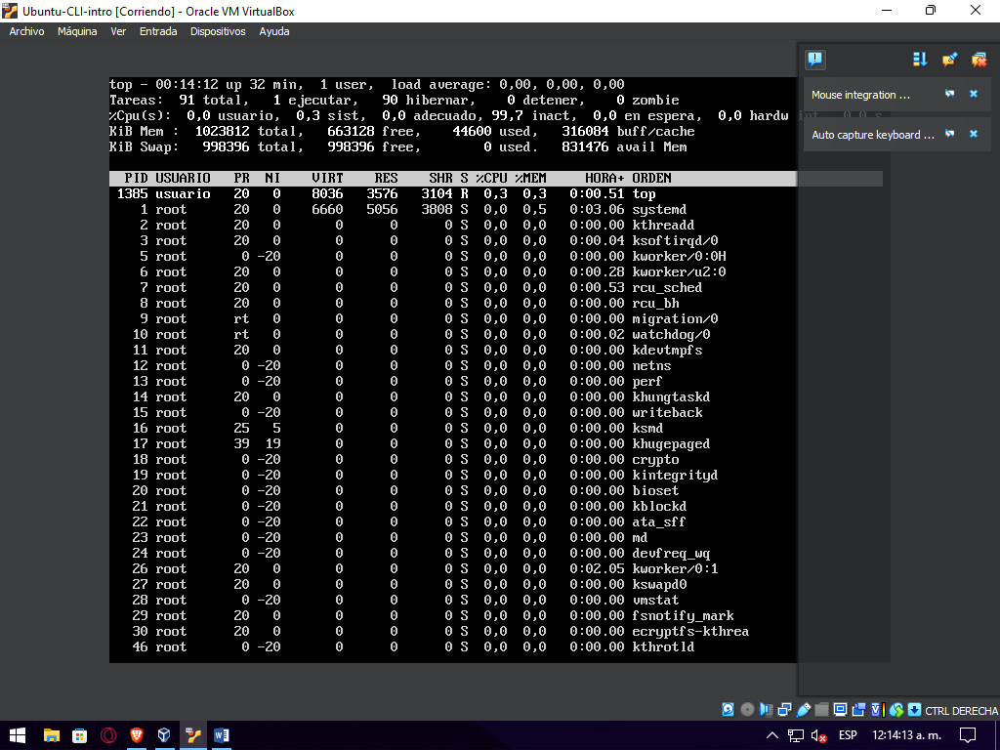 Ubuntu-CLI-intro [Corriendo] - Oracle VM VirtualBox
Archivo Máquina Ver Entrada Dispositivos Ayuda
Mouse integration ...
Auto capture keyboard ...
top - 00:14:12 up 32 min, 1 user, load average: 0,00, 0,00, 0,00
Tareas: 91 total, 1 ejecutar, 90 hibernar, 0 detener, 0 zombie
%Cpu(s): 0,0 usuario, 0,3 sist, 0,0 adecuado, 99,7 inact, 0,0 en espera, 0,0 hardw int, 0,0 s
KiB Mem : 1023812 total, 663128 free, 44600 used, 316084 buff/cache
KiB Swap: 998396 total, 998396 free, 0 used. 831476 avail Mem
PID USUARIO PR NI VIRT RES SHR S %CPU %MEM HORA+ ORDEN
1385 usuario 20 0 8036 3576 3104 R 0,3 0,3 0:00.51 top
1 root 20 0 6660 5056 3808 S 0,0 0,5 0:03.06 systemd
2 root 20 0 0 0 0 S 0,0 0,0 0:00.00 kthreadd
3 root 20 0 0 0 0 S 0,0 0,0 0:00.04 ksoftirqd/0
5 root 0 -20 0 0 0 S 0,0 0,0 0:00.00 kworker/0:0H
6 root 20 0 0 0 0 S 0,0 0,0 0:00.28 kworker/u2:0
7 root 20 0 0 0 0 S 0,0 0,0 0:00.53 rcu_sched
8 root 20 0 0 0 0 S 0,0 0,0 0:00.00 rcu_bh
9 root rt 0 0 0 0 S 0,0 0,0 0:00.00 migration/0
10 root rt 0 0 0 0 S 0,0 0,0 0:00.02 watchdog/0
11 root 20 0 0 0 0 S 0,0 0,0 0:00.00 kdevtmpfs
12 root 0 -20 0 0 0 S 0,0 0,0 0:00.00 netns
13 root 0 -20 0 0 0 S 0,0 0,0 0:00.00 perf
14 root 20 0 0 0 0 S 0,0 0,0 0:00.00 khungtaskd
15 root 0 -20 0 0 0 S 0,0 0,0 0:00.00 writeback
16 root 25 5 0 0 0 S 0,0 0,0 0:00.00 ksmd
17 root 39 19 0 0 0 S 0,0 0,0 0:00.00 khugepaged
18 root 0 -20 0 0 0 S 0,0 0,0 0:00.00 crypto
19 root 0 -20 0 0 0 S 0,0 0,0 0:00.00 kintegrityd
20 root 0 -20 0 0 0 S 0,0 0,0 0:00.00 bioset
21 root 0 -20 0 0 0 S 0,0 0,0 0:00.00 kblockd
22 root 0 -20 0 0 0 S 0,0 0,0 0:00.00 ata_sff
23 root 0 -20 0 0 0 S 0,0 0,0 0:00.00 md
24 root 0 -20 0 0 0 S 0,0 0,0 0:00.00 devfreq_wq
26 root 20 0 0 0 0 S 0,0 0,0 0:02.05 kworker/0:1
27 root 20 0 0 0 0 S 0,0 0,0 0:00.00 kswapd0
28 root 0 -20 0 0 0 S 0,0 0,0 0:00.00 vmstat
29 root 20 0 0 0 0 S 0,0 0,0 0:00.00 fsnotify_mark
30 root 20 0 0 0 0 S 0,0 0,0 0:00.00 ecryptfs-kthrea
46 root 0 -20 0 0 0 S 0,0 0,0 0:00.00 kthrotld
CTRL DERECHA
ESP 12:14:13 a. m.